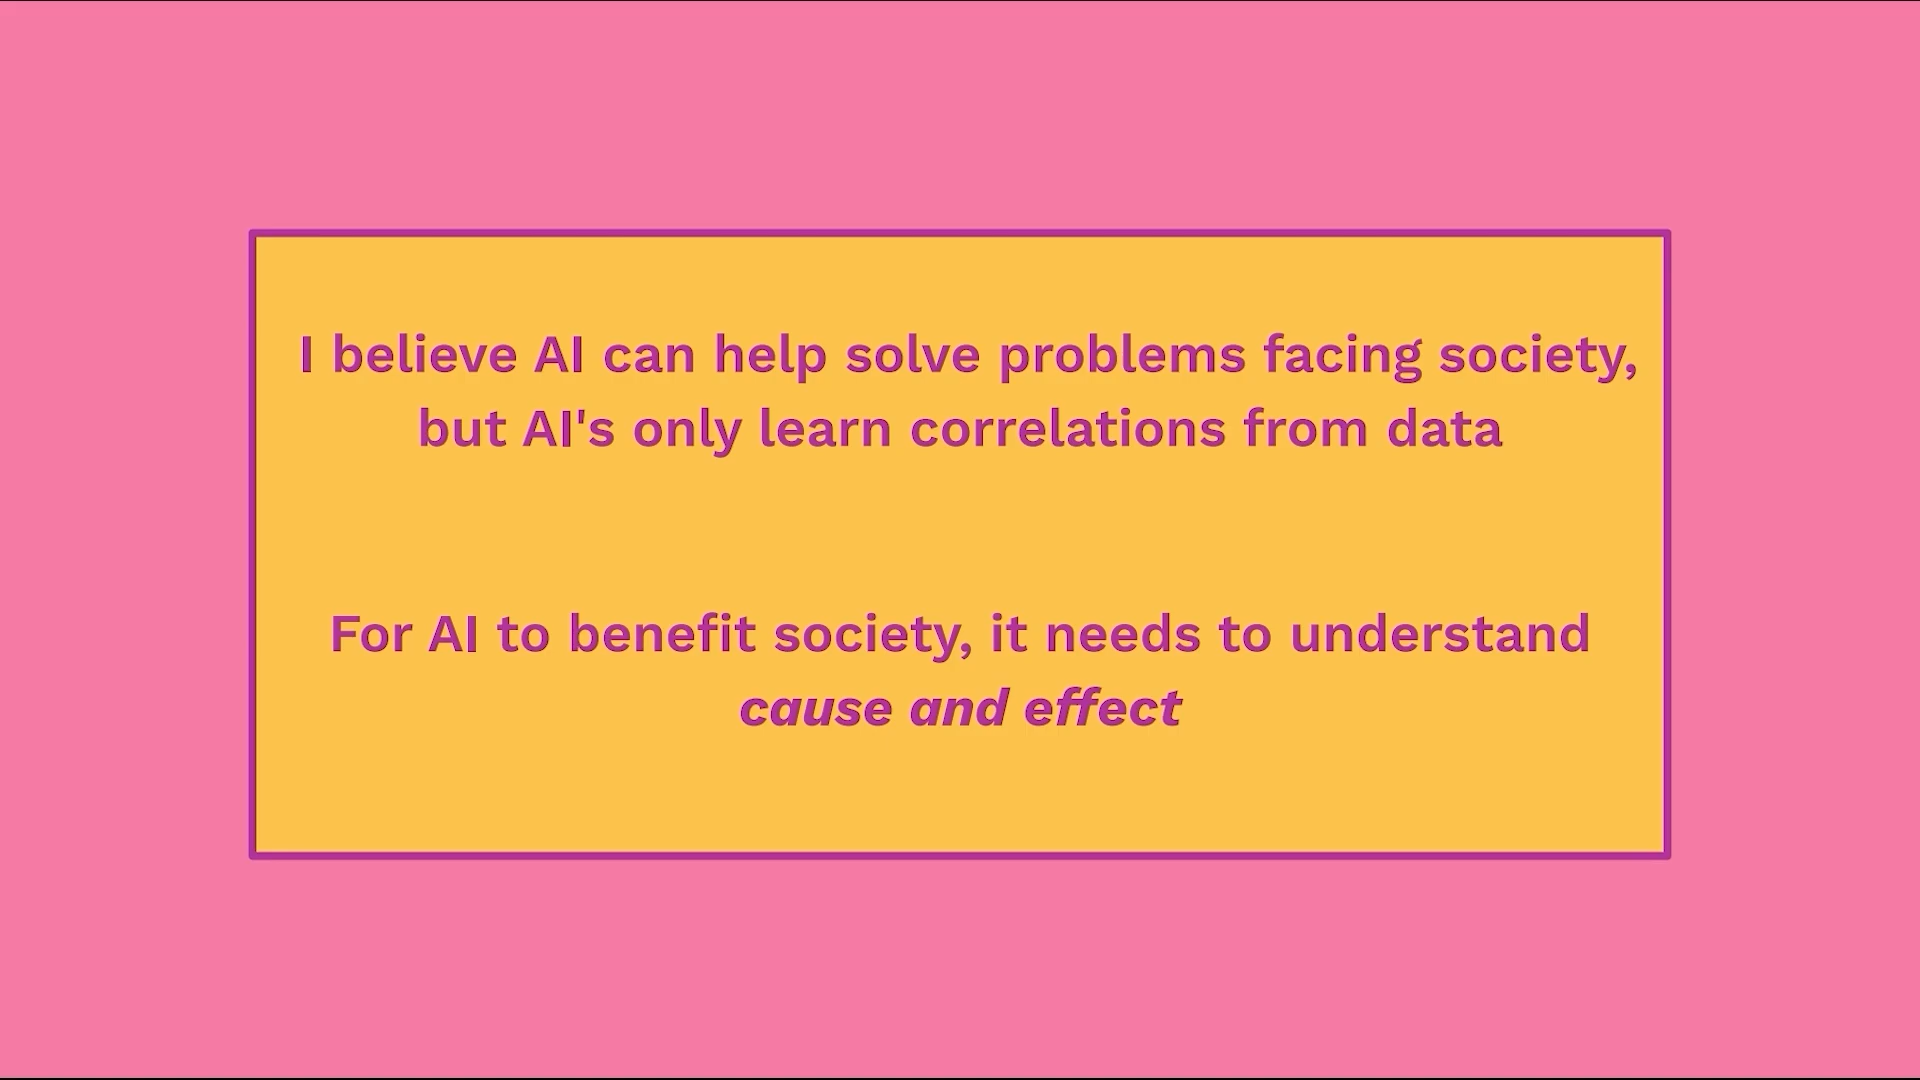 I believe AI can help solve problems facing society,
but AI's only learn correlations from data
For AI to benefit society, it needs to understand
cause and effect